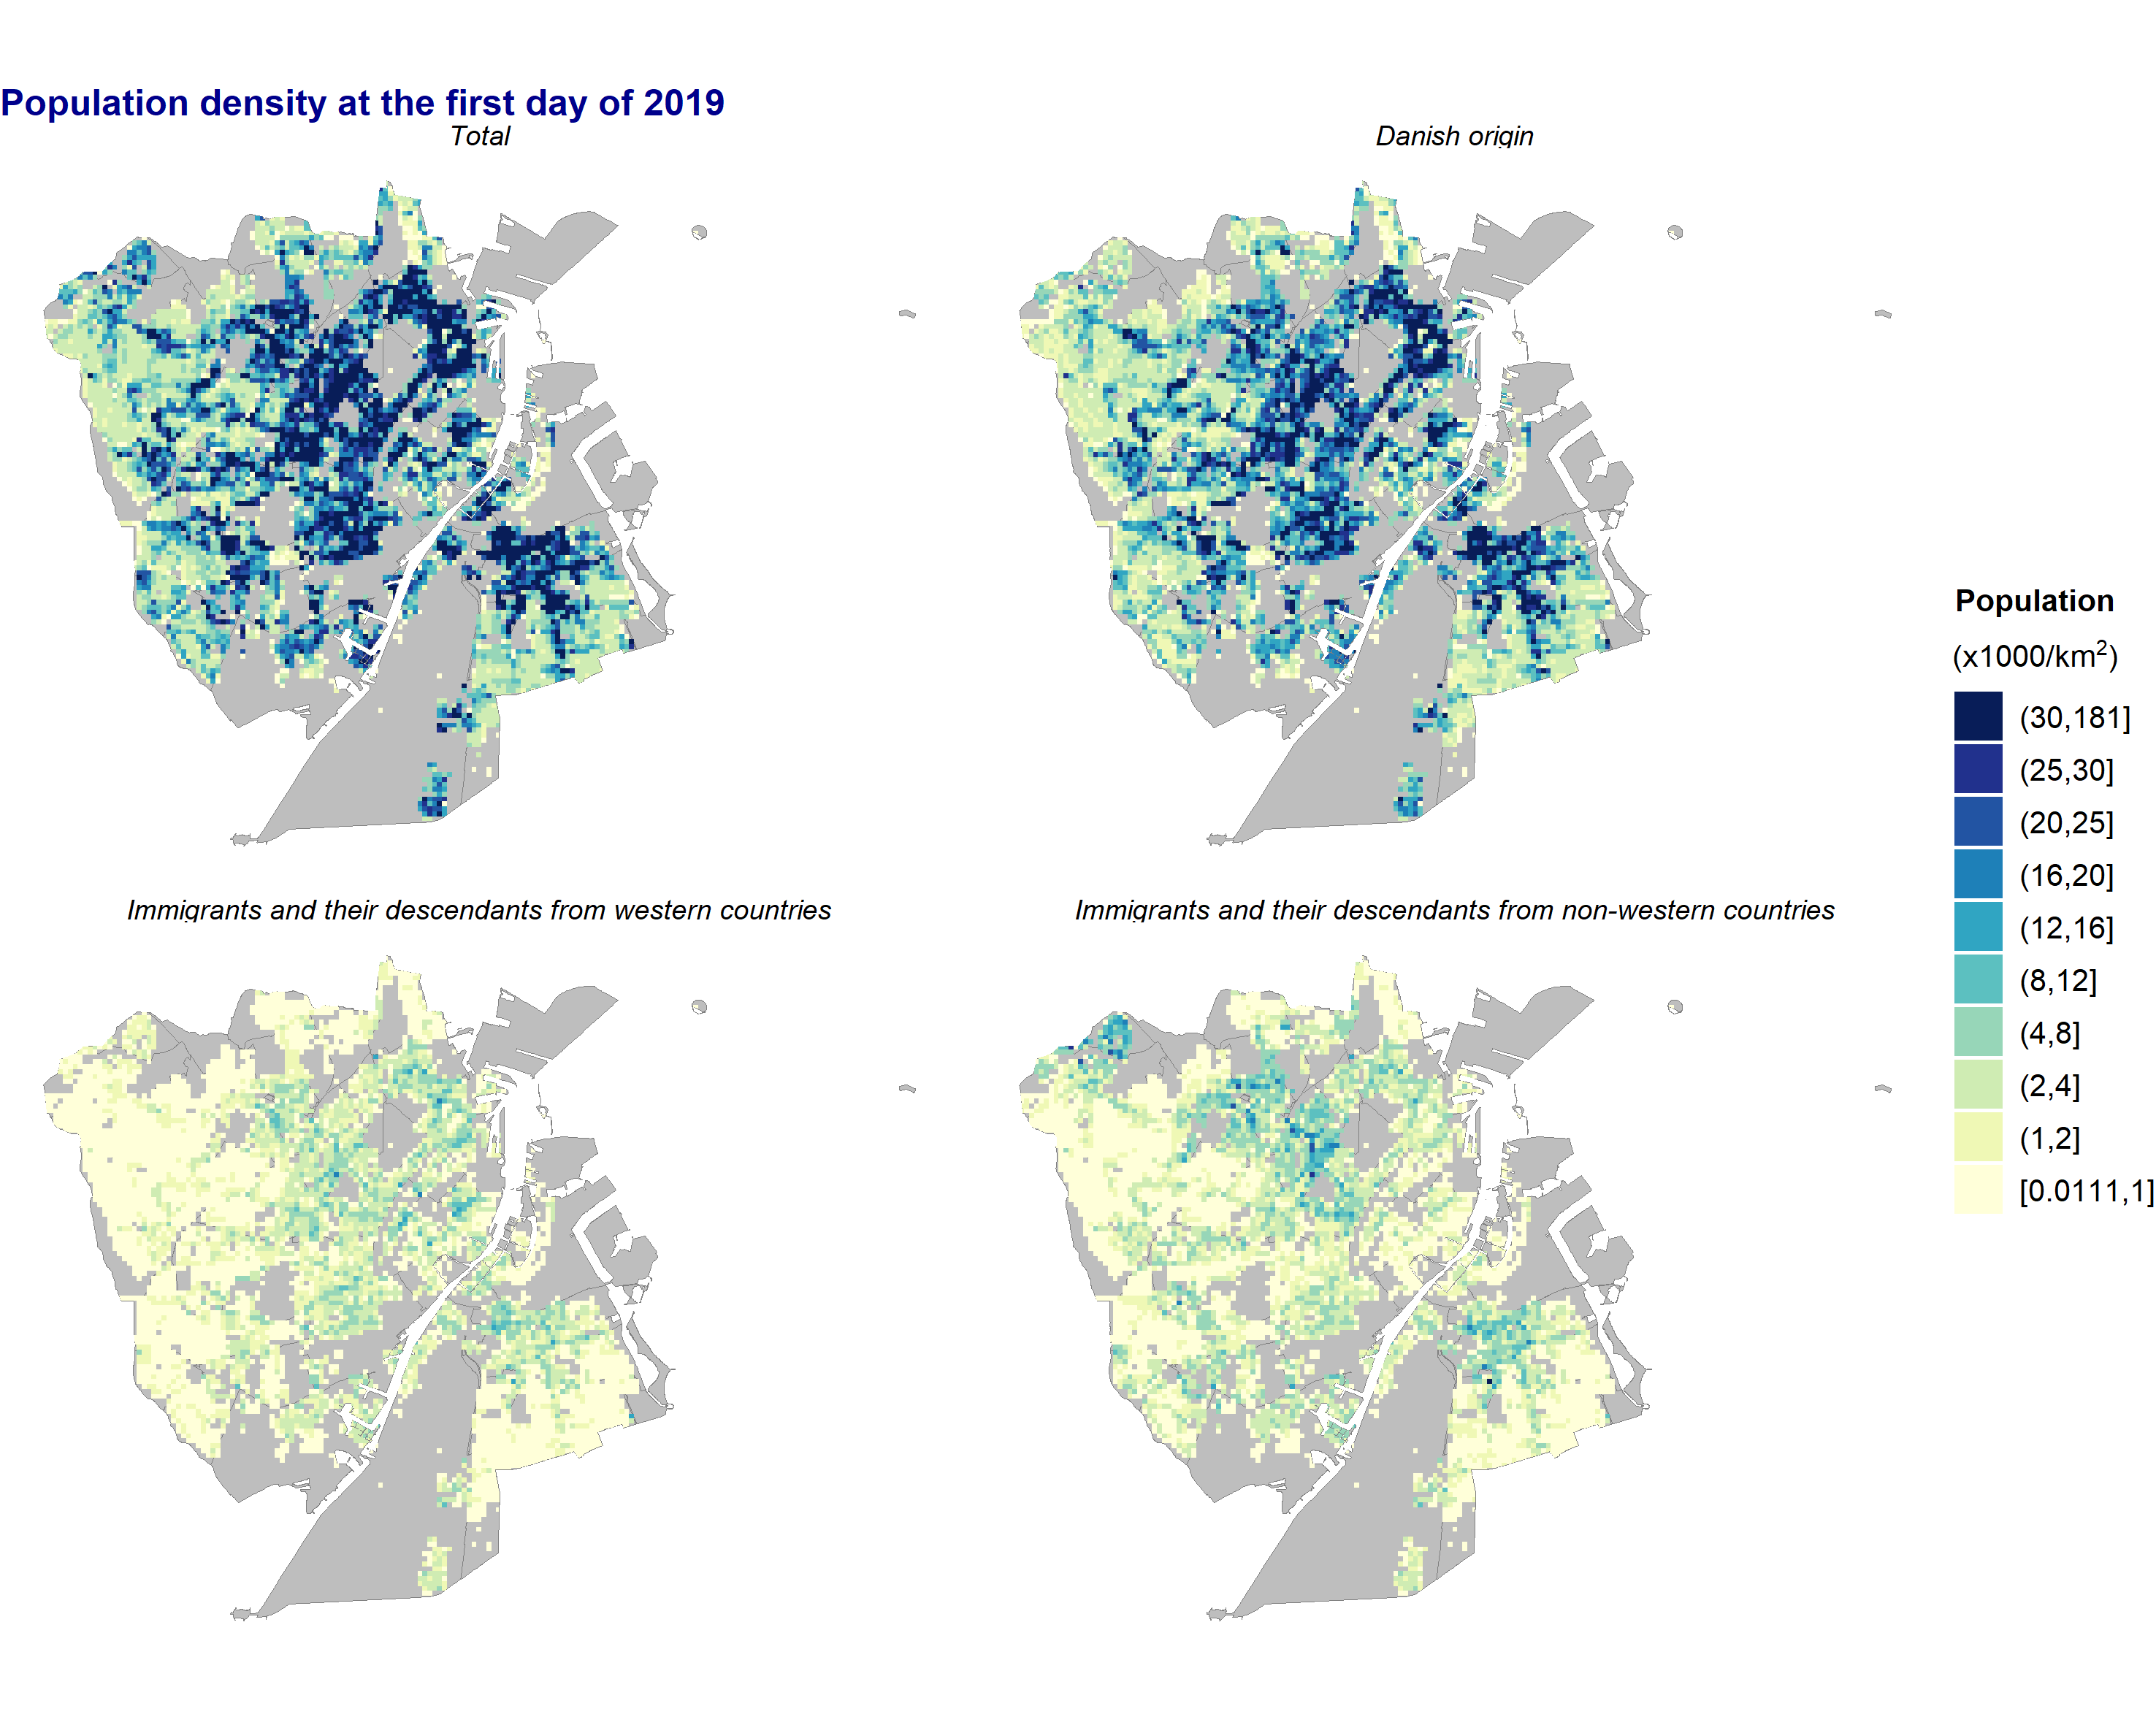 Population density at the first day of 2019
Total
Danish origin
Immigrants and their descendants from western countries
Immigrants and their descendants from non-western countries
Population
(x1000/km²)
(30,181]
(25,30]
(20,25]
(16,20]
(12,16]
(8,12]
(4,8]
(2,4]
(1,2]
[0.0111,1]